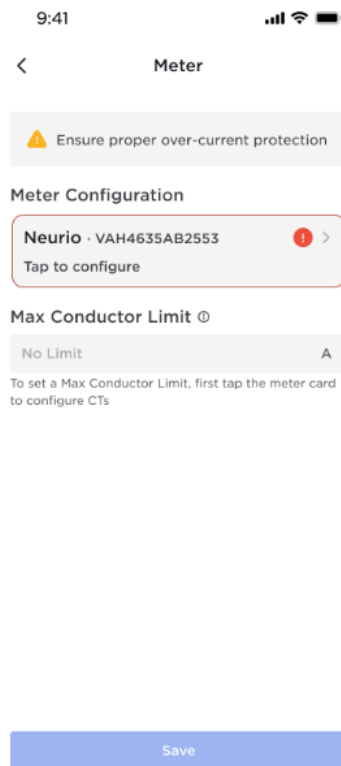 9:41
Meter
Ensure proper over-current protection
Meter Configuration
Neurio · VAH4635AB2553
Tap to configure
Max Conductor Limit
No Limit A
To set a Max Conductor Limit, first tap the meter card
to configure CTs
Save